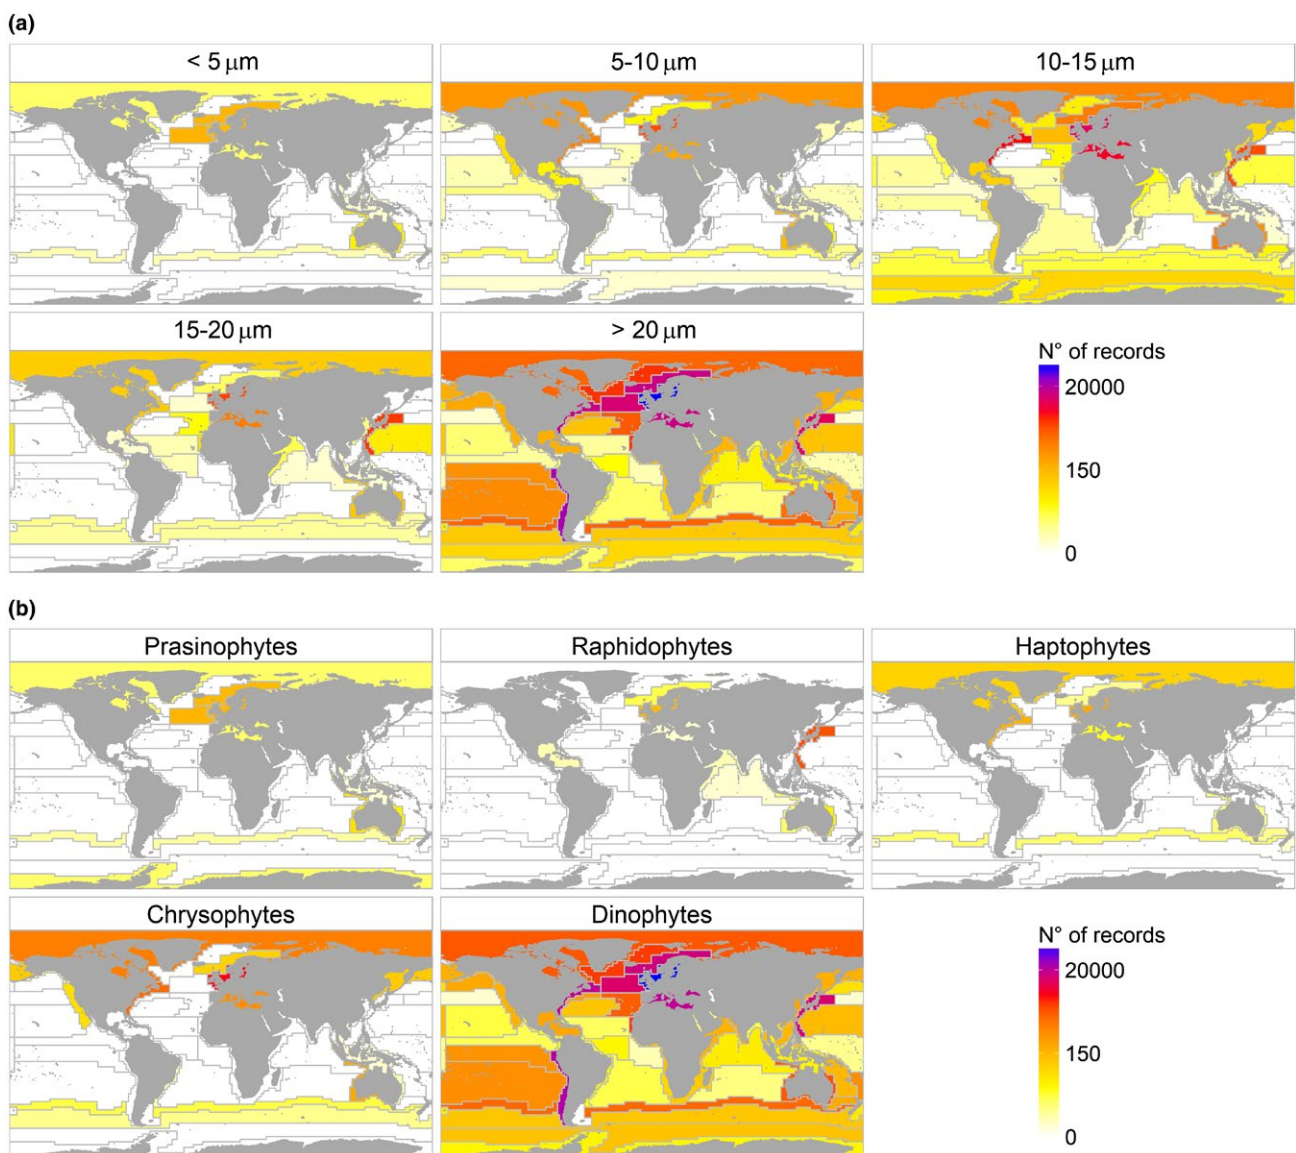 (a)
< 5 μm
5-10 μm
10-15 μm
15-20 μm
> 20 μm
N° of records
20000
150
0
(b)
Prasinophytes
Raphidophytes
Haptophytes
Chrysophytes
Dinophytes
N° of records
20000
150
0